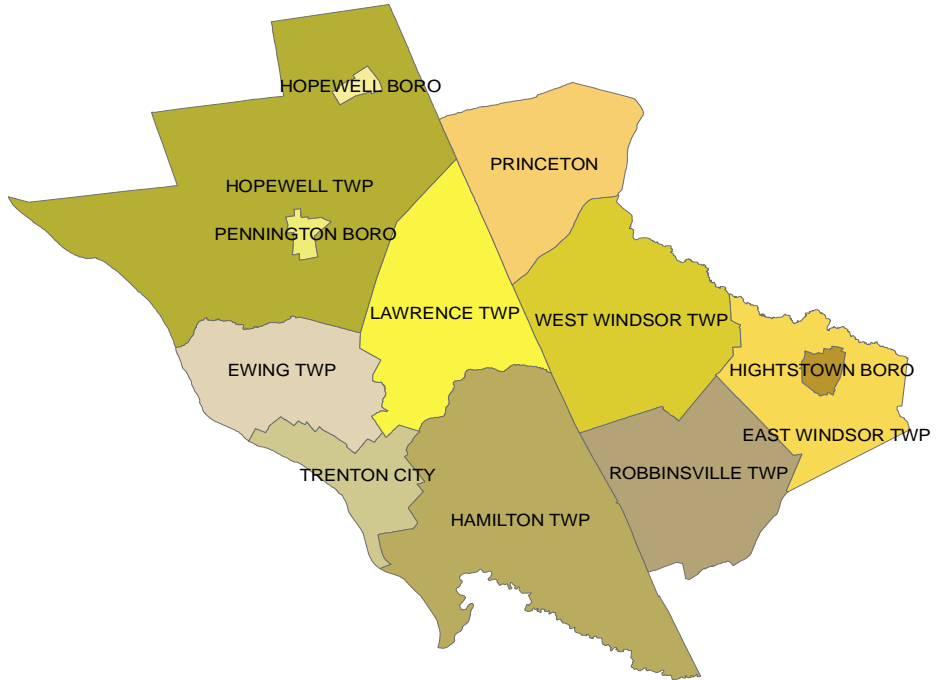 HOPEWELL BORO
PRINCETON
HOPEWELL TWP
PENNINGTON BORO
LAWRENCE TWP
WEST WINDSOR TWP
EWING TWP
HIGHTSTOWN BORO
EAST WINDSOR TWP
TRENTON CITY
ROBBINSVILLE TWP
HAMILTON TWP